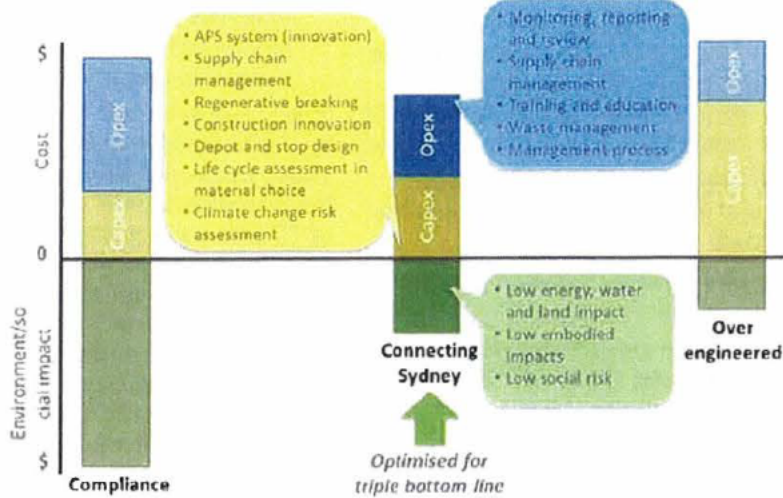 $
Cost
0
Environment/so
cial impact
$
Opex
Capex
Compliance
• APS system (innovation)
• Supply chain
management
• Regenerative breaking
• Construction innovation
• Depot and stop design
• Life cycle assessment in
material choice
• Climate change risk
assessment
Opex
Capex
Connecting
Sydney
• Monitoring, reporting
and review
• Supply chain
management
• Training and education
• Waste management
• Management process
• Low energy, water
and land impact
• Low embodied
impacts
• Low social risk
Optimised for
triple bottom line
Opex
Capex
Over
engineered